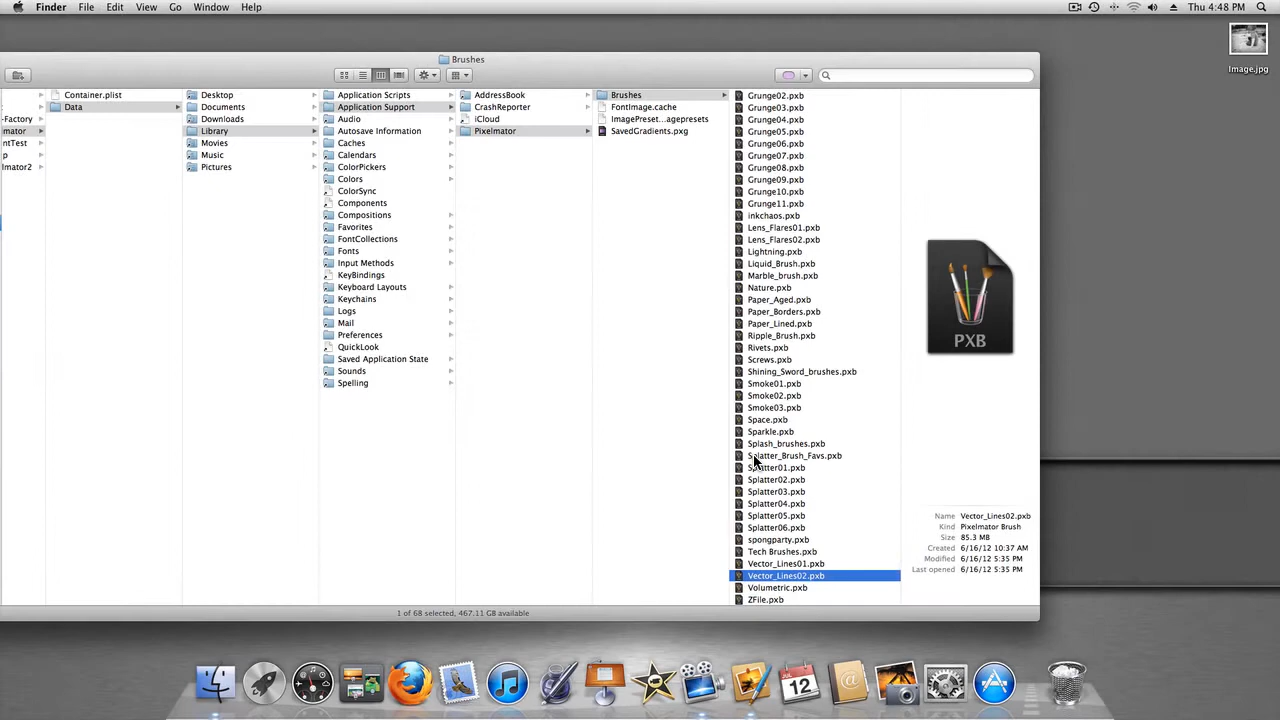 Finder File Edit View Go Window Help Thu 4:48 PM
Image.jpg
Brushes
-Factory
mator
ntTest
p
lmator2
Container.plist
Data
Desktop
Documents
Downloads
Library
Movies
Music
Pictures
Application Scripts
Application Support
Audio
Autosave Information
Caches
Calendars
ColorPickers
Colors
ColorSync
Components
Compositions
Favorites
FontCollections
Fonts
Input Methods
KeyBindings
Keyboard Layouts
Keychains
Logs
Mail
Preferences
QuickLook
Saved Application State
Sounds
Spelling
AddressBook
CrashReporter
iCloud
Pixelmator
Brushes
FontImage.cache
ImagePreset...agepresets
SavedGradients.pxg
Grunge02.pxb
Grunge03.pxb
Grunge04.pxb
Grunge05.pxb
Grunge06.pxb
Grunge07.pxb
Grunge08.pxb
Grunge09.pxb
Grunge10.pxb
Grunge11.pxb
inkchaos.pxb
Lens_Flares01.pxb
Lens_Flares02.pxb
Lightning.pxb
Liquid_Brush.pxb
Marble_brush.pxb
Nature.pxb
Paper_Aged.pxb
Paper_Borders.pxb
Paper_Lined.pxb
Ripple_Brush.pxb
Rivets.pxb
Screws.pxb
Shining_Sword_brushes.pxb
Smoke01.pxb
Smoke02.pxb
Smoke03.pxb
Space.pxb
Sparkle.pxb
Splash_brushes.pxb
Splatter_Brush_Favs.pxb
Splatter01.pxb
Splatter02.pxb
Splatter03.pxb
Splatter04.pxb
Splatter05.pxb
Splatter06.pxb
spongparty.pxb
Tech Brushes.pxb
Vector_Lines01.pxb
Vector_Lines02.pxb
Volumetric.pxb
ZFile.pxb
PXB
Name Vector_Lines02.pxb
Kind Pixelmator Brush
Size 85.3 MB
Created 6/16/12 10:37 AM
Modified 6/16/12 5:35 PM
Last opened 6/16/12 5:35 PM
1 of 68 selected, 467.11 GB available
JUL
12